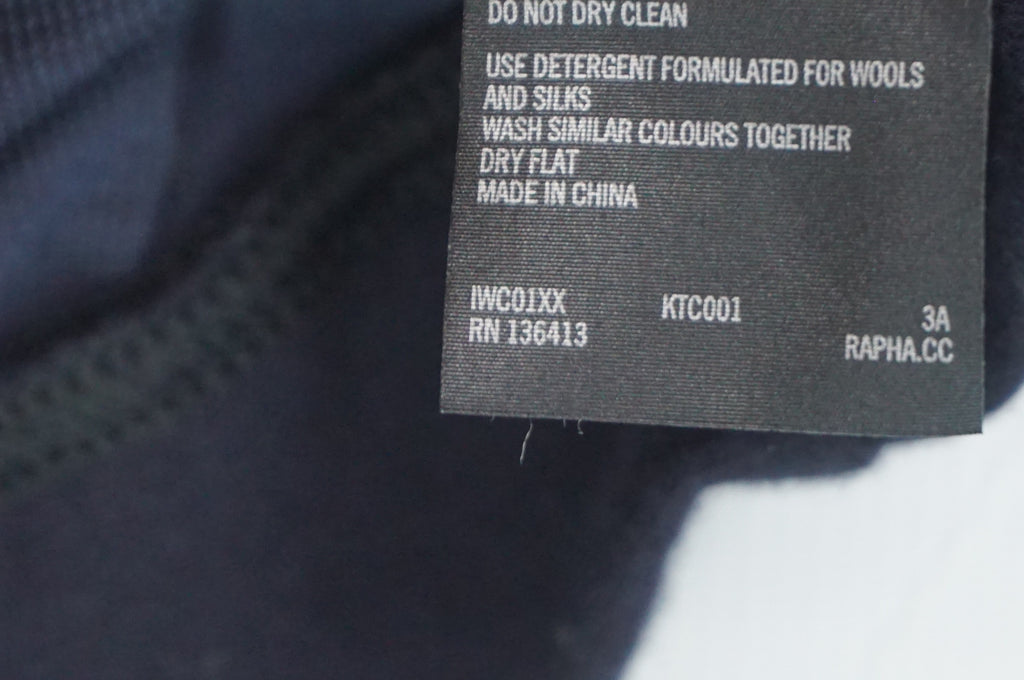 DO NOT DRY CLEAN
USE DETERGENT FORMULATED FOR WOOLS
AND SILKS
WASH SIMILAR COLOURS TOGETHER
DRY FLAT
MADE IN CHINA
IWC01XX KTC001 3A
RN 136413 RAPHA.CC